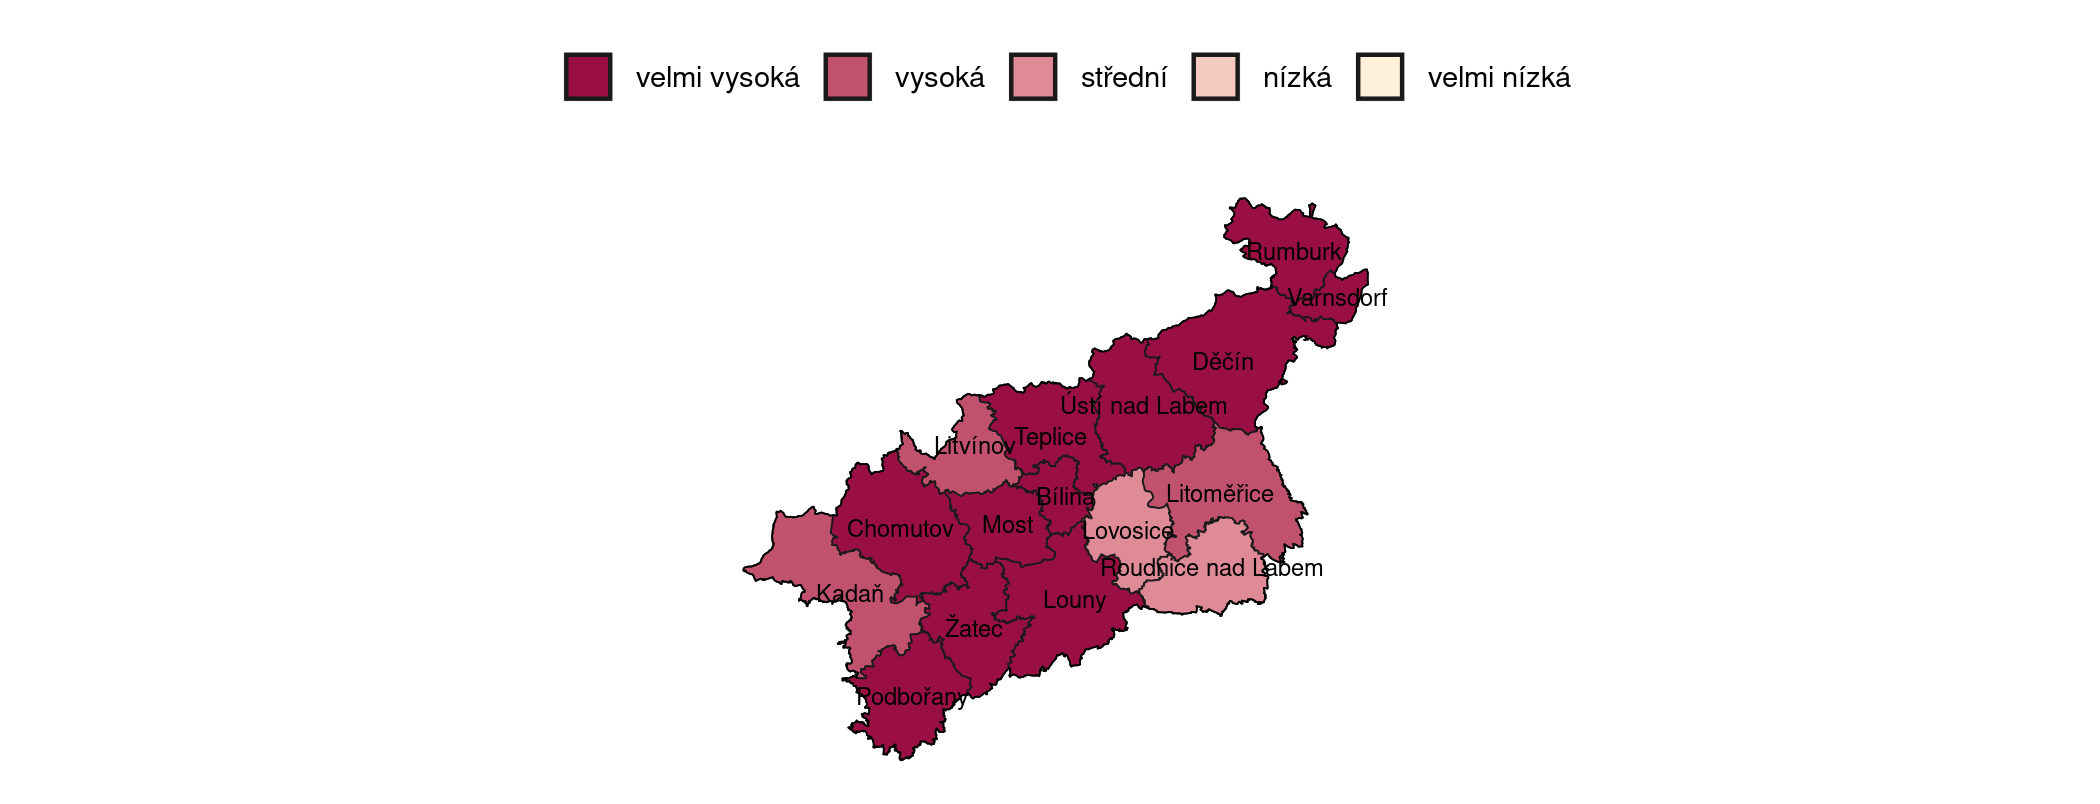 velmi vysoká
vysoká
střední
nízká
velmi nízká
Rumburk
Varnsdorf
Děčín
Ústí nad Labem
Teplice
Litvínov
Bílina
Litoměřice
Most
Chomutov
Lovosice
Roudnice nad Labem
Kadaň
Louny
Žatec
Podbořany